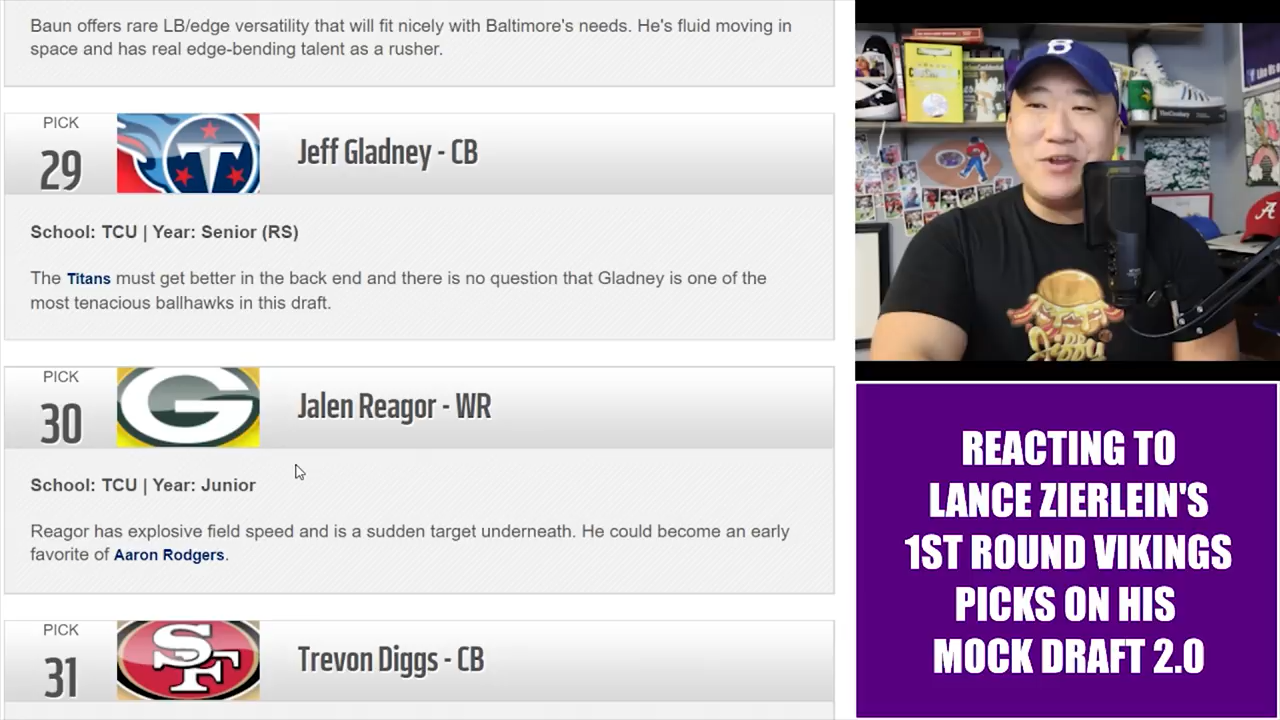 Baun offers rare LB/edge versatility that will fit nicely with Baltimore's needs. He's fluid moving in
space and has real edge-bending talent as a rusher.
PICK
29
T
Jeff Gladney - CB
School: TCU | Year: Senior (RS)
The Titans must get better in the back end and there is no question that Gladney is one of the
most tenacious ballhawks in this draft.
PICK
30
G
Jalen Reagor - WR
School: TCU | Year: Junior
Reagor has explosive field speed and is a sudden target underneath. He could become an early
favorite of Aaron Rodgers.
PICK
31
SF
Trevon Diggs - CB
B
A
REACTING TO
LANCE ZIERLEIN'S
1ST ROUND VIKINGS
PICKS ON HIS
MOCK DRAFT 2.0